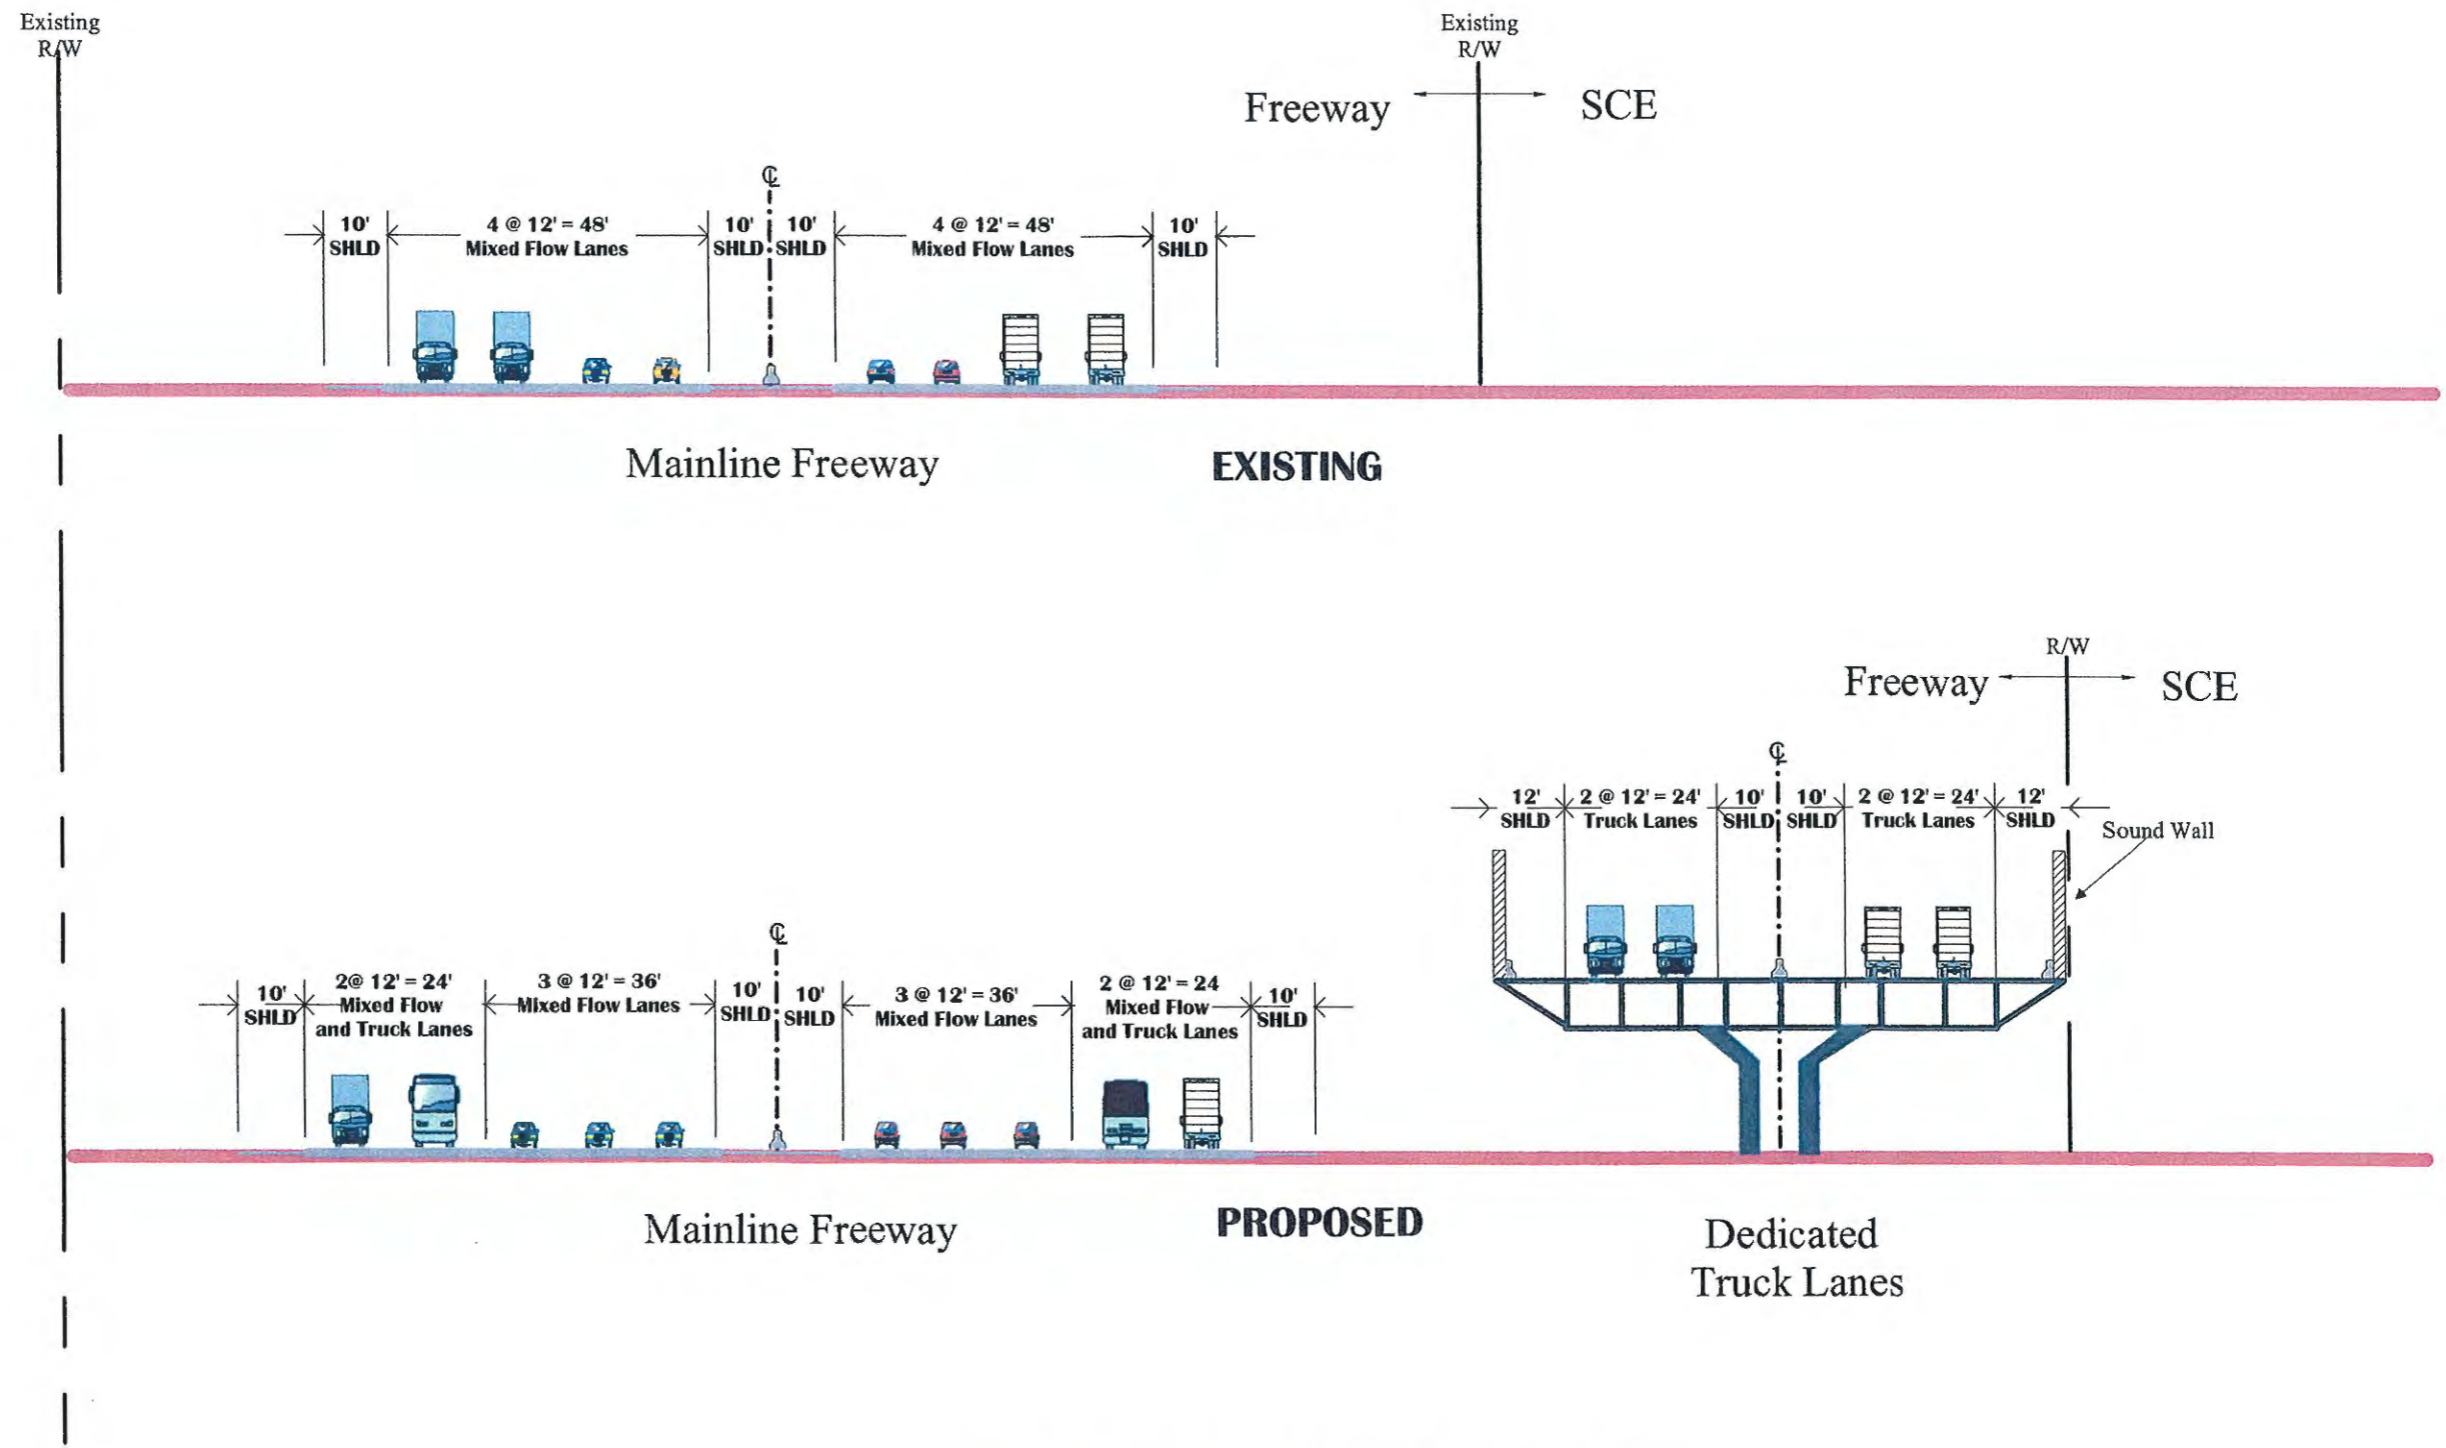 Existing
R/W
Existing
R/W
Freeway
SCE
℄
10'
SHLD
4 @ 12' = 48'
Mixed Flow Lanes
10'
SHLD
10'
SHLD
4 @ 12' = 48'
Mixed Flow Lanes
10'
SHLD
Mainline Freeway
EXISTING
R/W
Freeway
SCE
℄
12'
SHLD
2 @ 12' = 24'
Truck Lanes
10'
SHLD
10'
SHLD
2 @ 12' = 24'
Truck Lanes
12'
SHLD
Sound Wall
℄
10'
SHLD
2@ 12' = 24'
Mixed Flow
and Truck Lanes
3 @ 12' = 36'
Mixed Flow Lanes
10'
SHLD
10'
SHLD
3 @ 12' = 36'
Mixed Flow Lanes
2 @ 12' = 24
Mixed Flow
and Truck Lanes
10'
SHLD
Mainline Freeway
PROPOSED
Dedicated
Truck Lanes